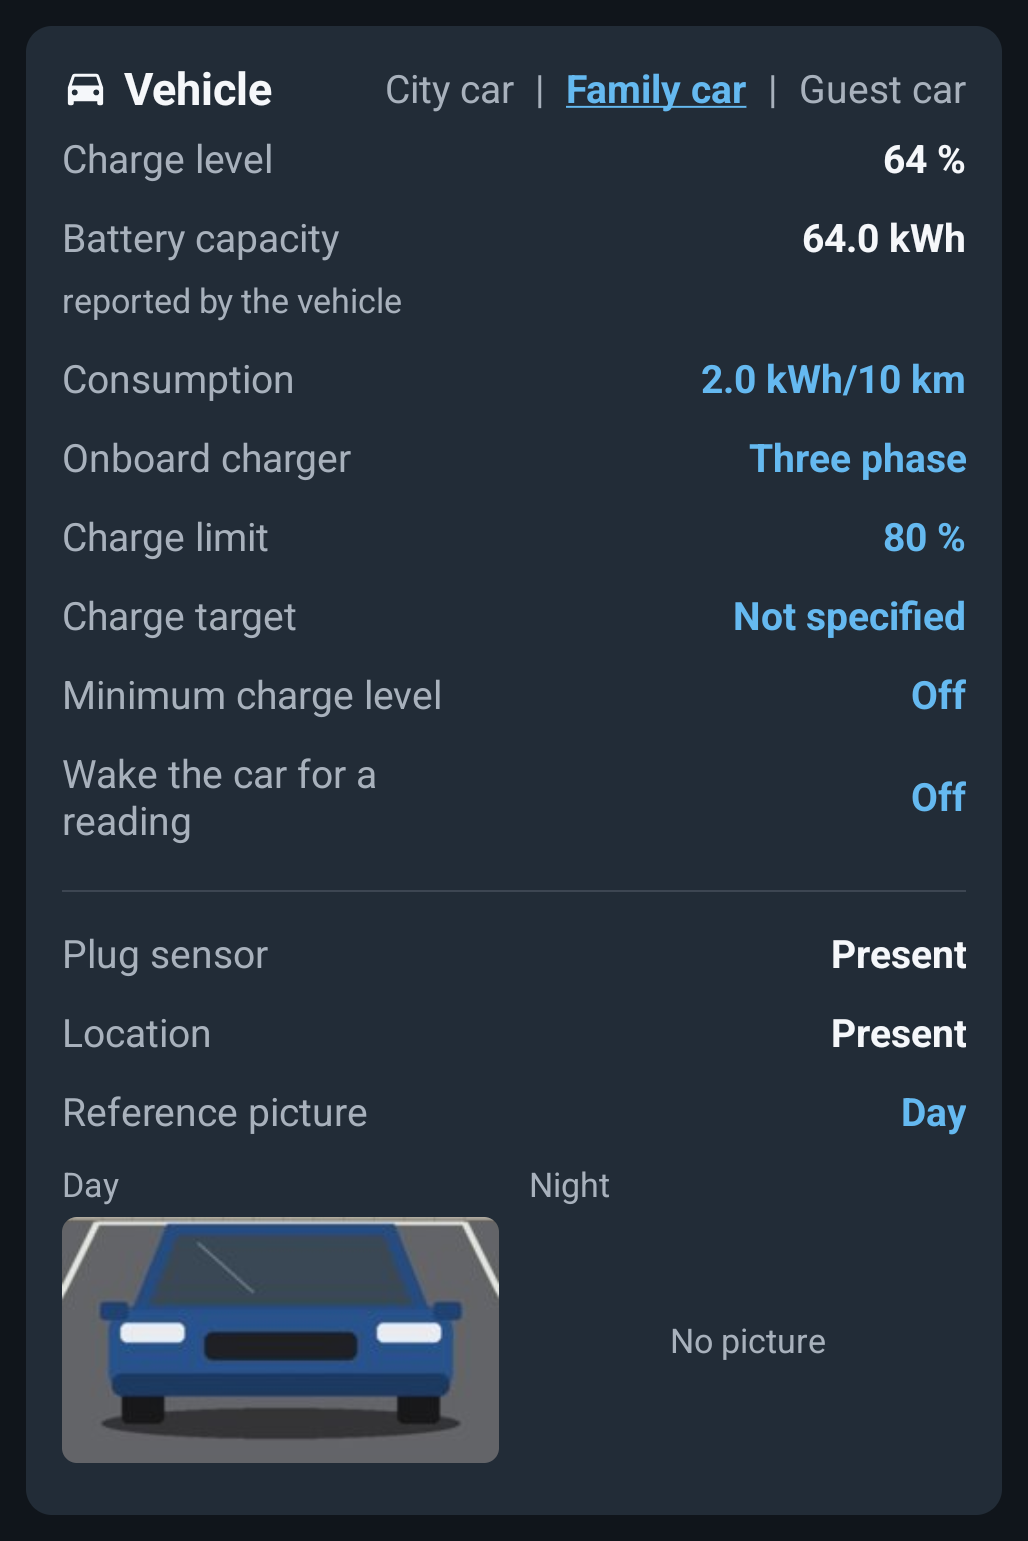 Vehicle City car | Family car | Guest car
Charge level 64 %
Battery capacity 64.0 kWh
reported by the vehicle
Consumption 2.0 kWh/10 km
Onboard charger Three phase
Charge limit 80 %
Charge target Not specified
Minimum charge level Off
Wake the car for a
reading Off
Plug sensor Present
Location Present
Reference picture Day
Day Night
No picture